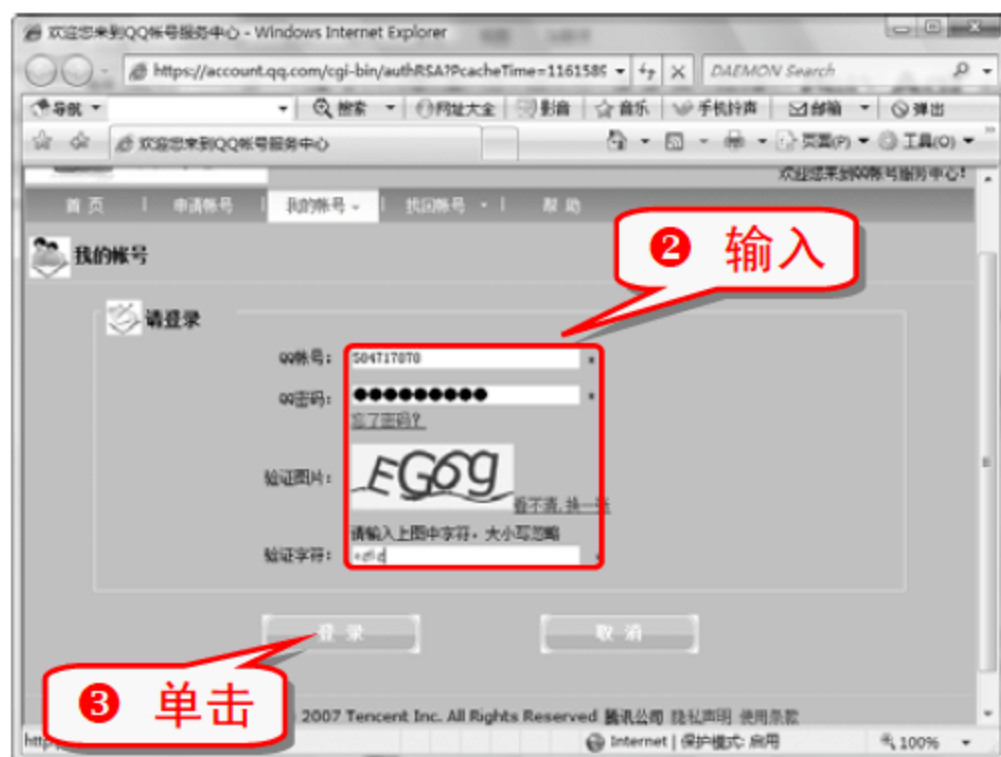 欢迎您来到QQ帐号服务中心 - Windows Internet Explorer
https://account.qq.com/cgi-bin/authRSA?PcacheTime=1161589 DAEMON Search
导航 搜索 网址大全 影音 音乐 手机铃声 邮箱 弹出
欢迎您来到QQ帐号服务中心 页面(P) 工具(O)
欢迎您来到QQ帐号服务中心!
首 页 | 申请帐号 | 我的帐号 | 找回帐号 | 帮 助
❷ 输入
我的帐号
请登录
QQ帐号: 504717070 *
QQ密码: ●●●●●●●●● *
忘了密码?
验证图片: EG6g 看不清,换一张
请输入上图中字符,大小写忽略
验证字符:
登 录 取 消
❸ 单击
2007 Tencent Inc. All Rights Reserved 腾讯公司 隐私声明 使用条款
http Internet | 保护模式: 启用 100%